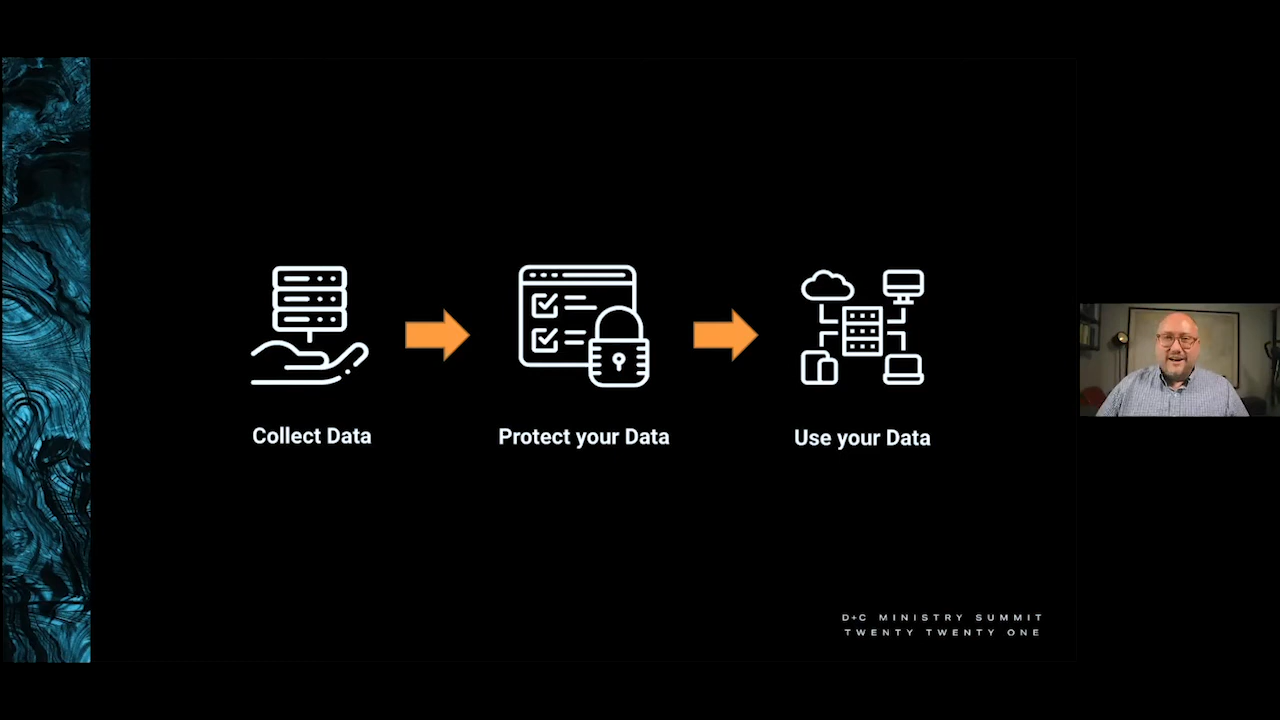 Collect Data
Protect your Data
Use your Data
D+C MINISTRY SUMMIT
TWENTY TWENTY ONE